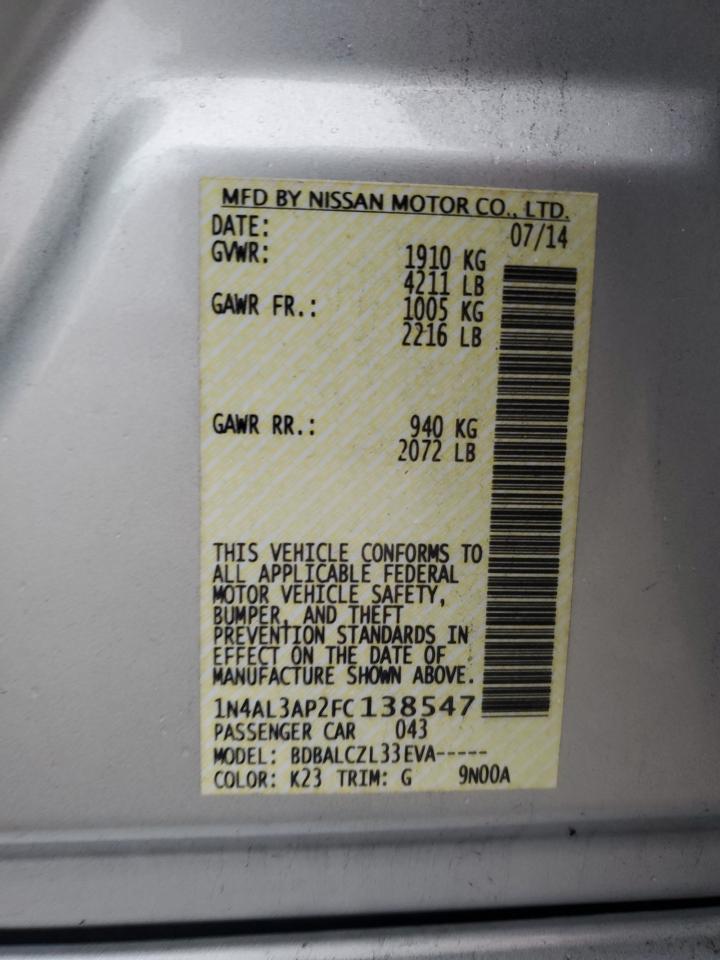 MFD BY NISSAN MOTOR CO., LTD.
DATE: 07/14
GVWR: 1910 KG
4211 LB
GAWR FR.: 1005 KG
2216 LB
GAWR RR.: 940 KG
2072 LB
THIS VEHICLE CONFORMS TO
ALL APPLICABLE FEDERAL
MOTOR VEHICLE SAFETY,
BUMPER, AND THEFT
PREVENTION STANDARDS IN
EFFECT ON THE DATE OF
MANUFACTURE SHOWN ABOVE.
1N4AL3AP2FC138547
PASSENGER CAR 043
MODEL: BDBALCZL33EVA-----
COLOR: K23 TRIM: G 9N00A